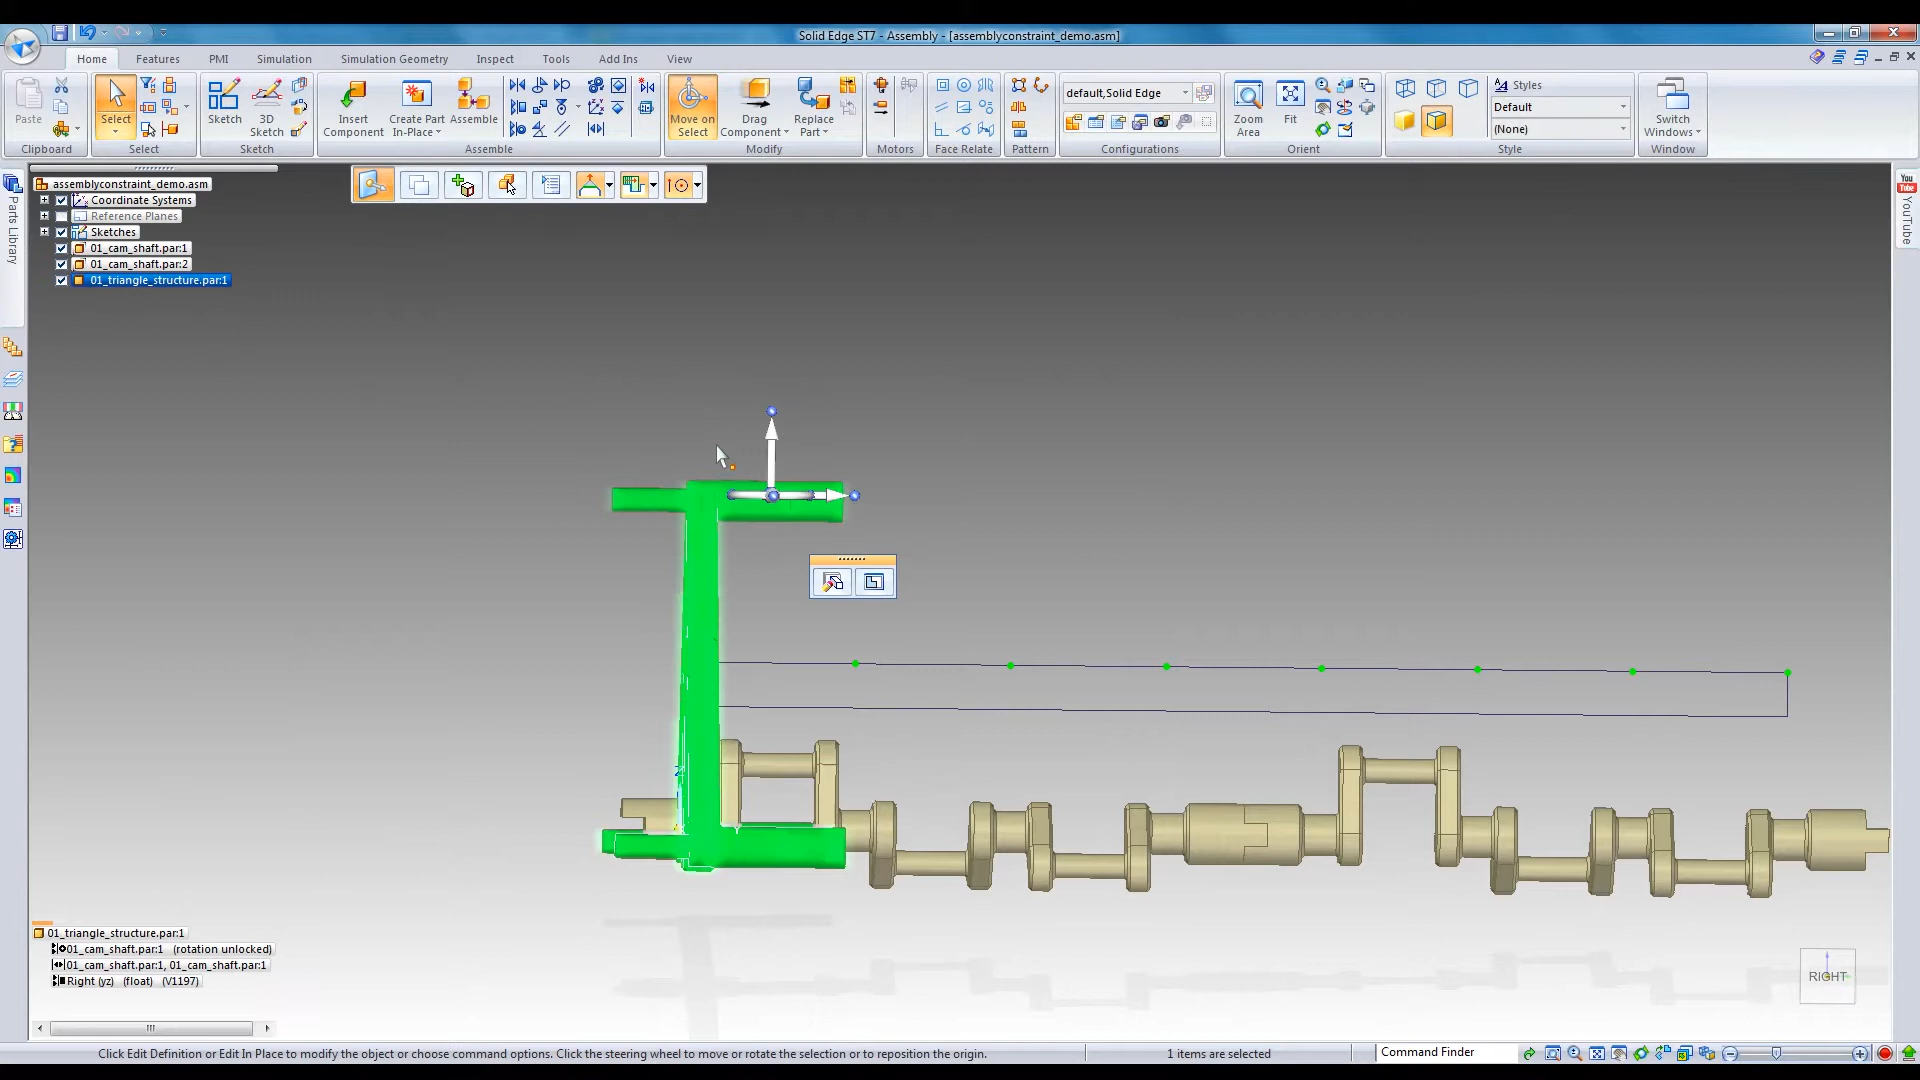 Solid Edge ST7 - Assembly - [assemblyconstraint_demo.asm]
Home Features PMI Simulation Simulation Geometry Inspect Tools Add Ins View
Paste
Clipboard
Select
Select
Sketch
3D Sketch
Sketch
Insert Component
Create Part In-Place
Assemble
Assemble
Move on Select
Drag Component
Replace Part
Modify
Motors
Face Relate
Pattern
default,Solid Edge
Configurations
Zoom Area
Fit
Orient
Styles
Default
(None)
Style
Switch Windows
Window
Parts Library
You Tube
YouTube
assemblyconstraint_demo.asm
Coordinate Systems
Reference Planes
Sketches
01_cam_shaft.par:1
01_cam_shaft.par:2
01_triangle_structure.par:1
01_triangle_structure.par:1
01_cam_shaft.par:1 (rotation unlocked)
01_cam_shaft.par:1, 01_cam_shaft.par:1
Right (yz) (float) (V1197)
RIGHT
Click Edit Definition or Edit In Place to modify the object or choose command options. Click the steering wheel to move or rotate the selection or to reposition the origin.
1 items are selected
Command Finder